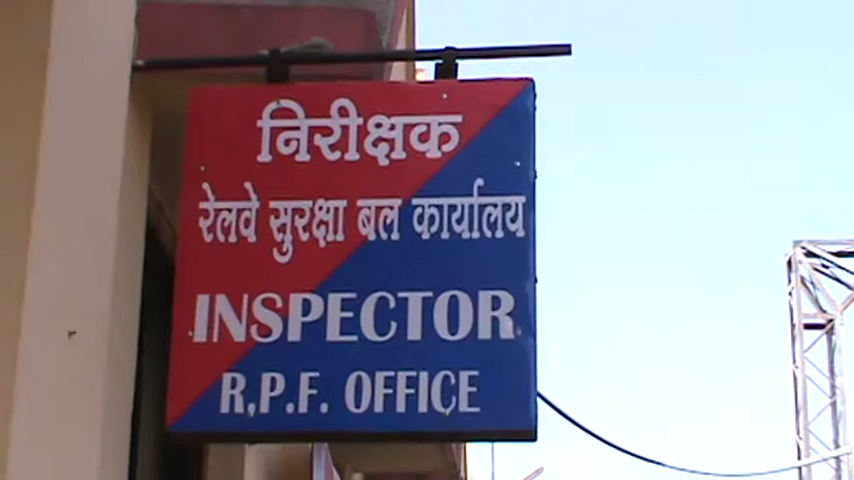 निरीक्षक
रेलवे सुरक्षा बल कार्यालय
INSPECTOR
R,P.F. OFFICE